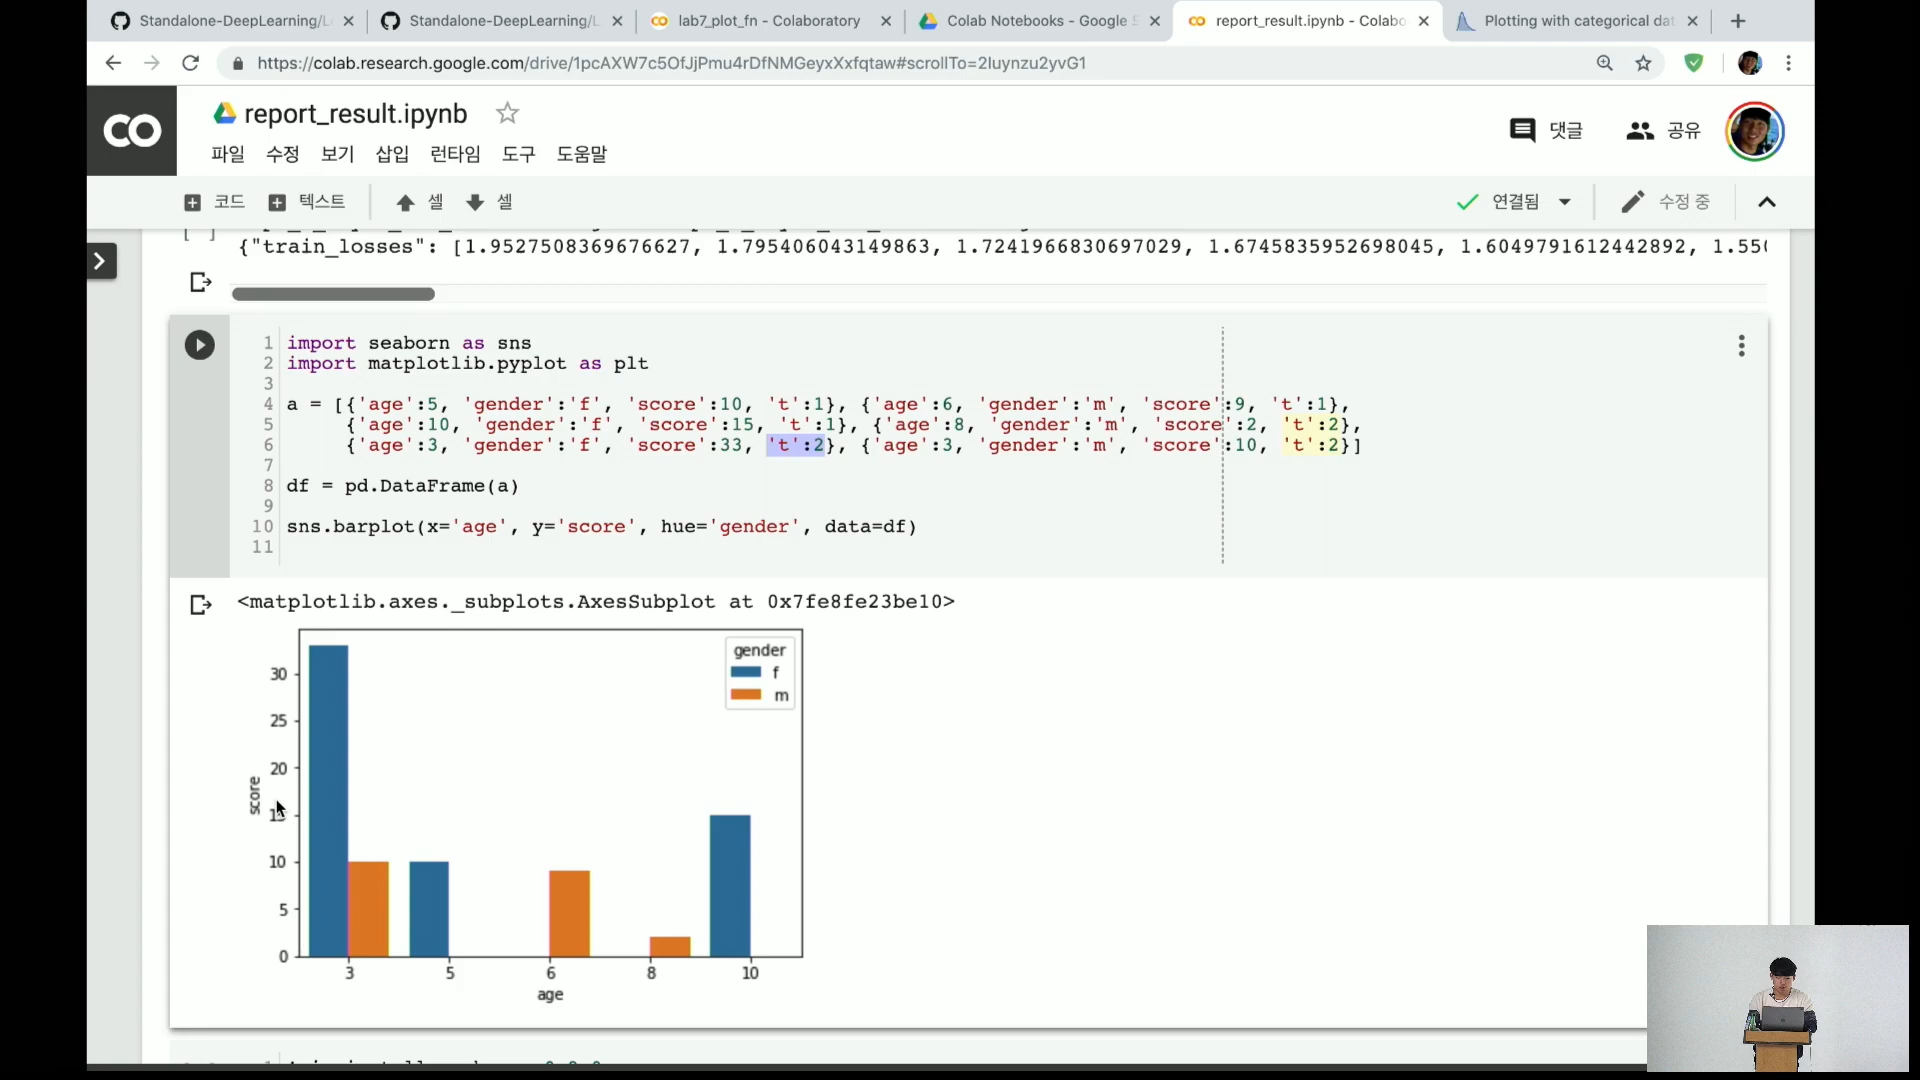 Standalone-DeepLearning/L
Standalone-DeepLearning/L
lab7_plot_fn - Colaboratory
Colab Notebooks - Google
report_result.ipynb - Colabo
Plotting with categorical dat
https://colab.research.google.com/drive/1pcAXW7c5OfJjPmu4rDfNMGeyxXxfqtaw#scrollTo=2Iuynzu2yvG1
CO
report_result.ipynb
댓글
공유
파일 수정 보기 삽입 런타임 도구 도움말
코드 텍스트 셀 셀
연결됨
수정 중
[ ]
{"train_losses": [1.9527508369676627, 1.795406043149863, 1.7241966830697029, 1.6745835952698045, 1.6049791612442892, 1.550
1 import seaborn as sns
2 import matplotlib.pyplot as plt
3
4 a = [{'age':5, 'gender':'f', 'score':10, 't':1}, {'age':6, 'gender':'m', 'score':9, 't':1},
5 {'age':10, 'gender':'f', 'score':15, 't':1}, {'age':8, 'gender':'m', 'score':2, 't':2},
6 {'age':3, 'gender':'f', 'score':33, 't':2}, {'age':3, 'gender':'m', 'score':10, 't':2}]
7
8 df = pd.DataFrame(a)
9
10 sns.barplot(x='age', y='score', hue='gender', data=df)
11
<matplotlib.axes._subplots.AxesSubplot at 0x7fe8fe23be10>
gender
f
m
30
25
20
15
10
5
0
score
3 5 6 8 10
age